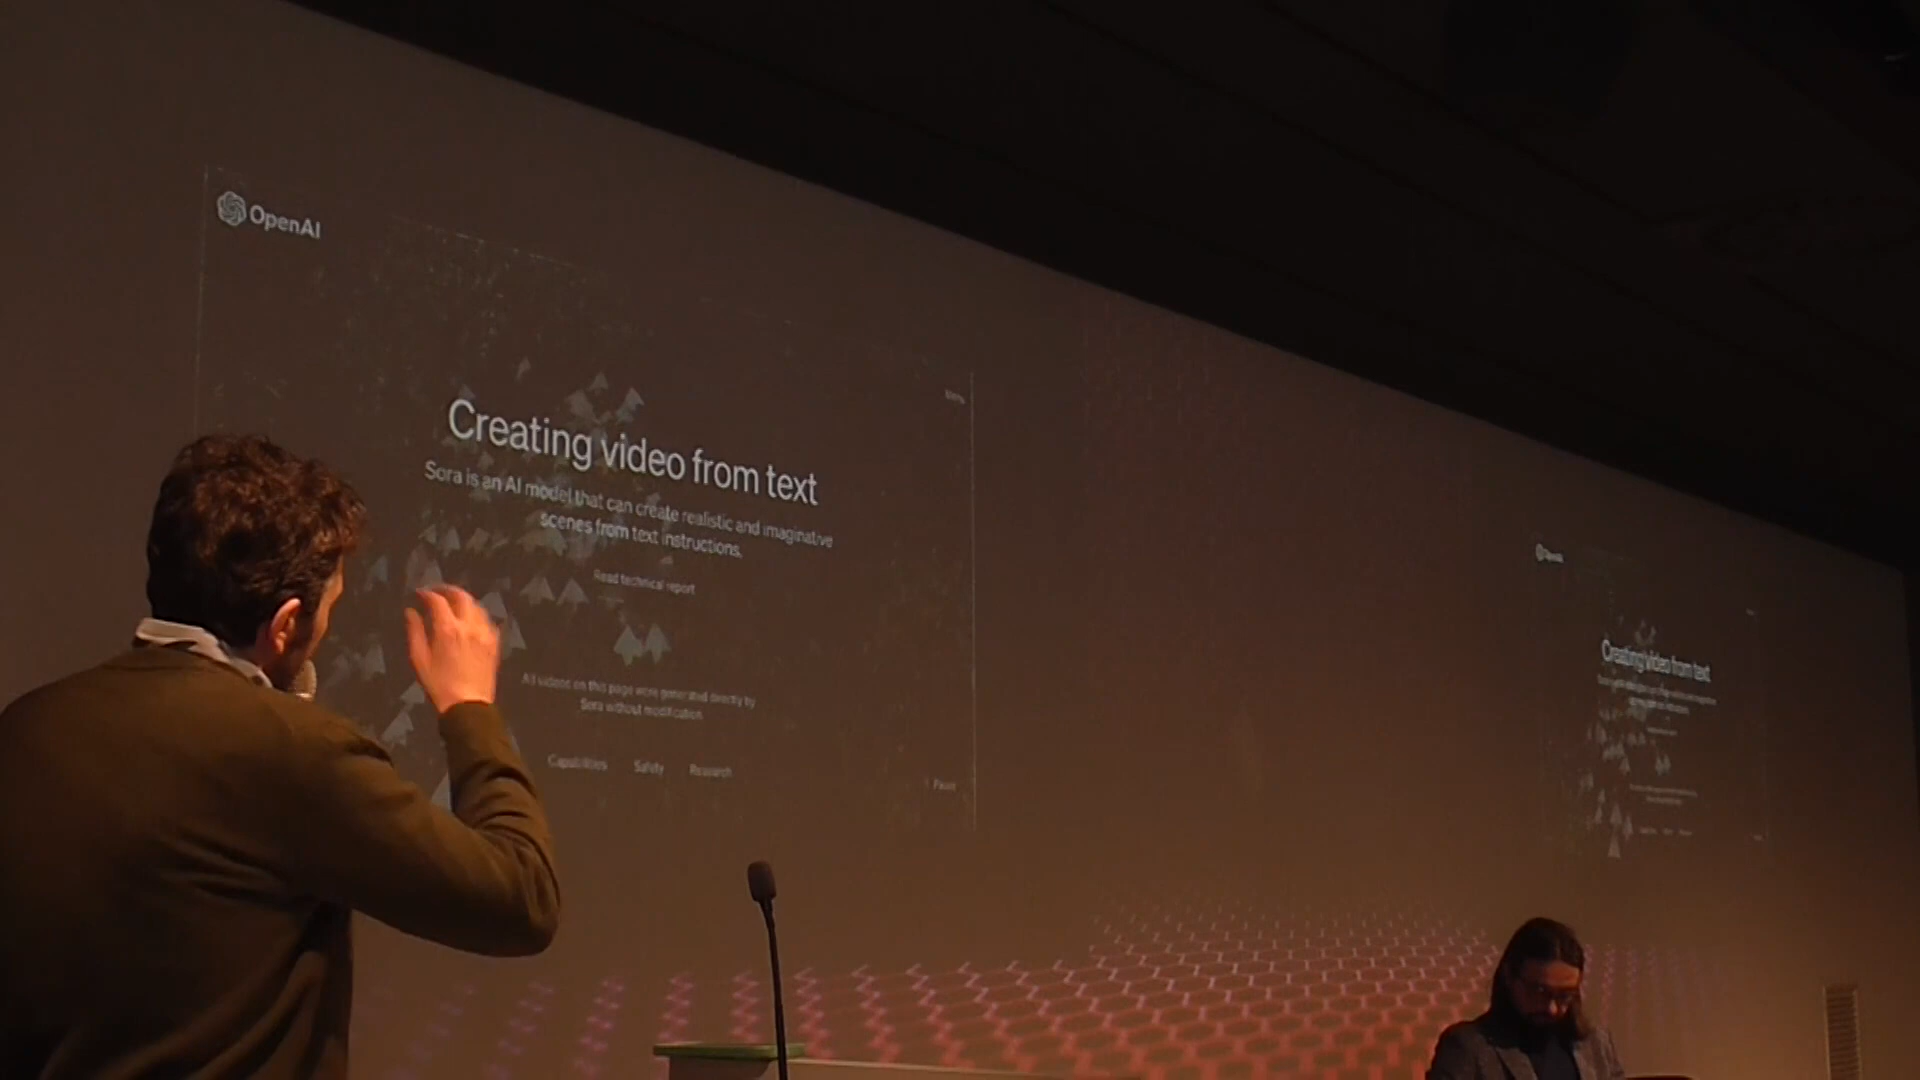 OpenAI
Creating video from text
Sora is an AI model that can create realistic and imaginative
scenes from text instructions.
Read technical report
All videos on this page were generated directly by
Sora without modification.
Capabilities Safety Research
Pause
Creating video from text